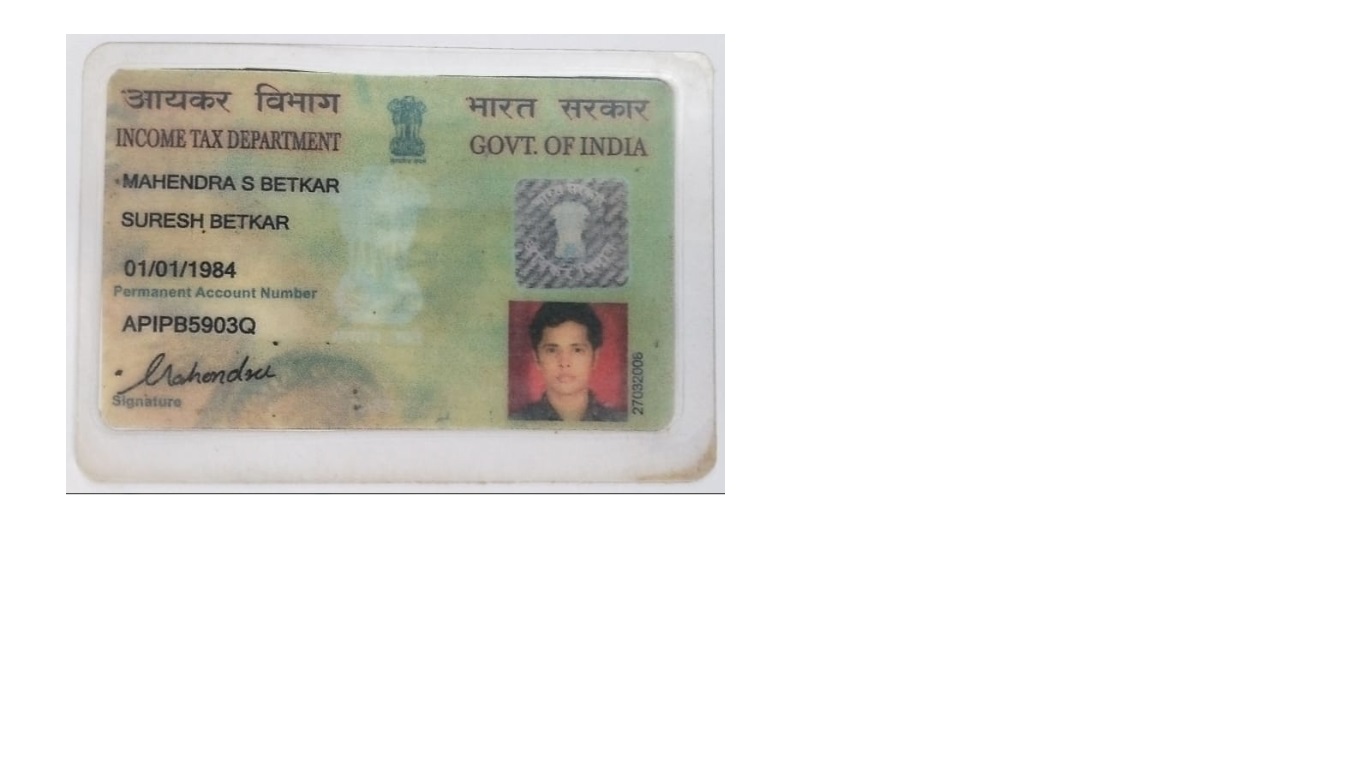 आयकर विभाग
INCOME TAX DEPARTMENT
भारत सरकार
GOVT. OF INDIA
MAHENDRA S BETKAR
SURESH BETKAR
01/01/1984
Permanent Account Number
APIPB5903Q
Mahendra
Signature
27032006